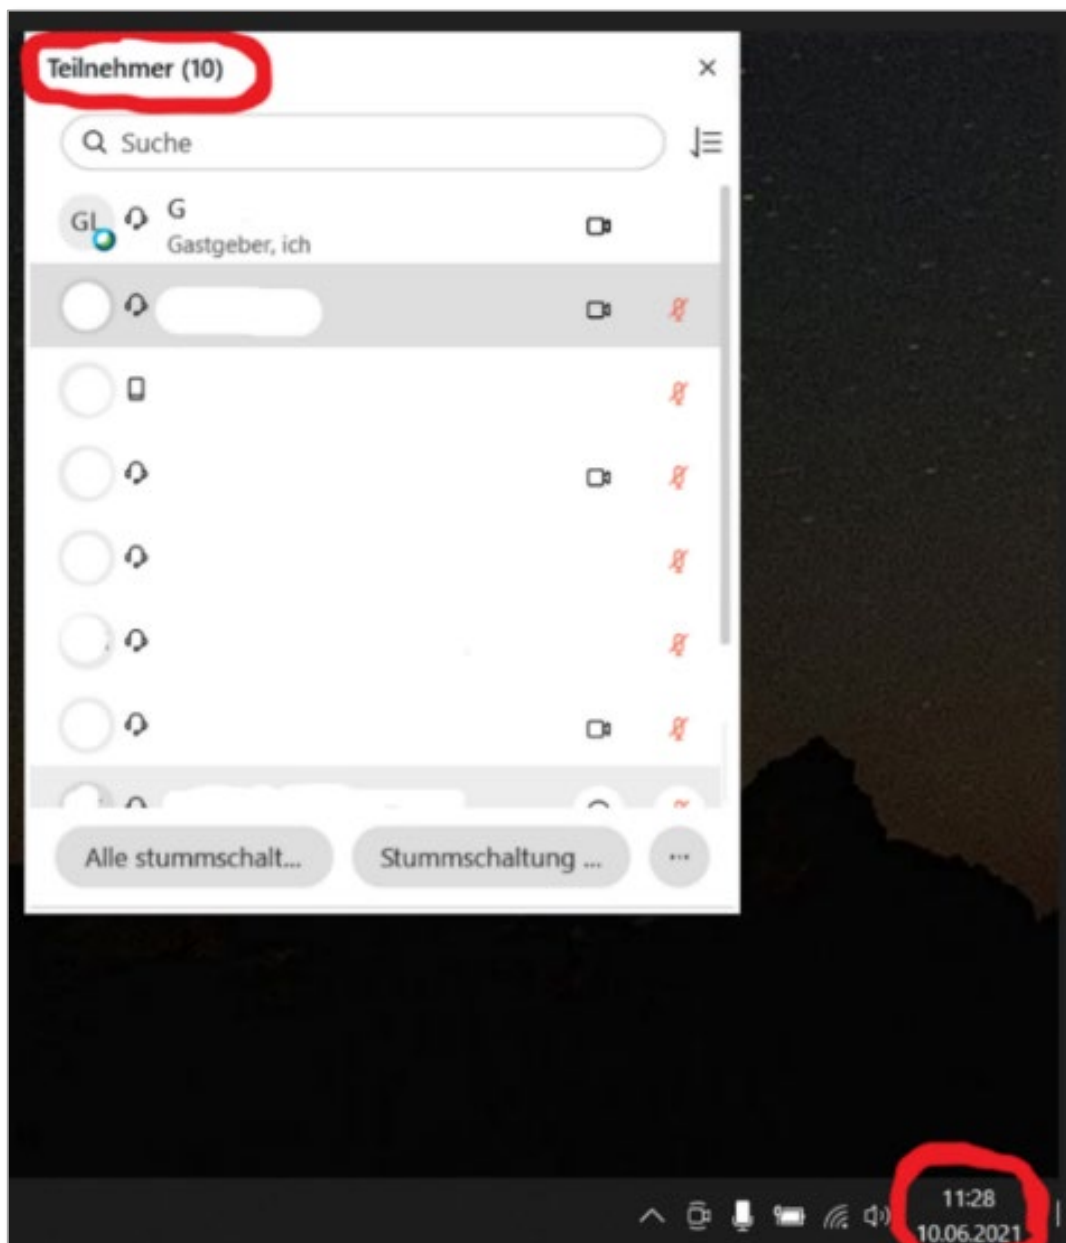 Teilnehmer (10)
Suche
GL
G
Gastgeber, ich
Alle stummschalt...
Stummschaltung ...
11:28
10.06.2021